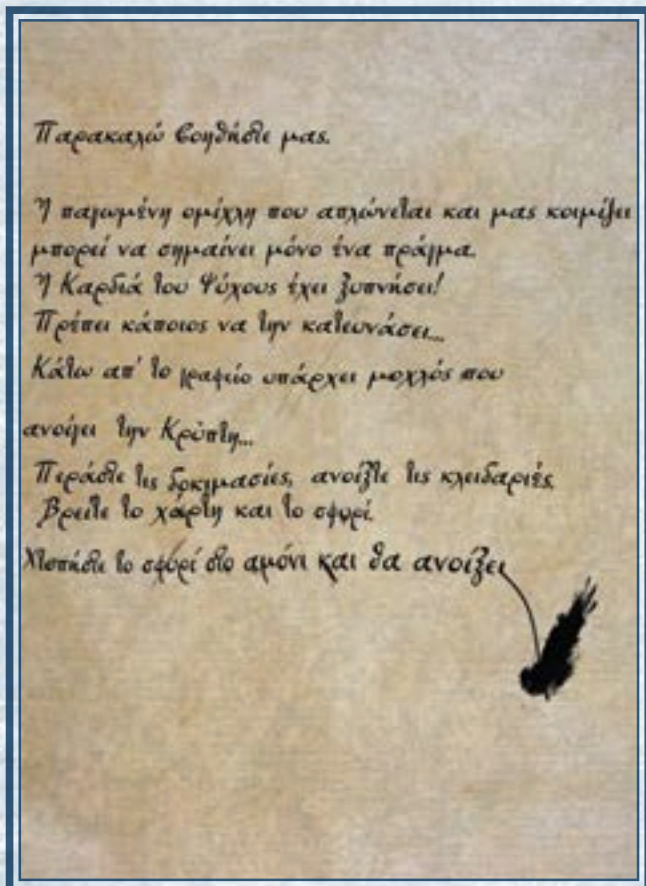 Παρακαλώ βοηθήστε μας.
Η παγωμένη ομίχλη που απλώνεται και μας κοιμίζει
μπορεί να σημαίνει μόνο ένα πράγμα.
Η Καρδιά του Ψύχους έχει ξυπνήσει!
Πρέπει κάποιος να την κατευνάσει...
Κάτω απ' το γραφείο υπάρχει μοχλός που
ανοίγει την Κρύπτη...
Περάστε τις δοκιμασίες, ανοίξτε τις κλειδαριές.
Βρείτε το χάρτη και το σφυρί.
Χτυπήστε το σφυρί στο αμόνι και θα ανοίξει